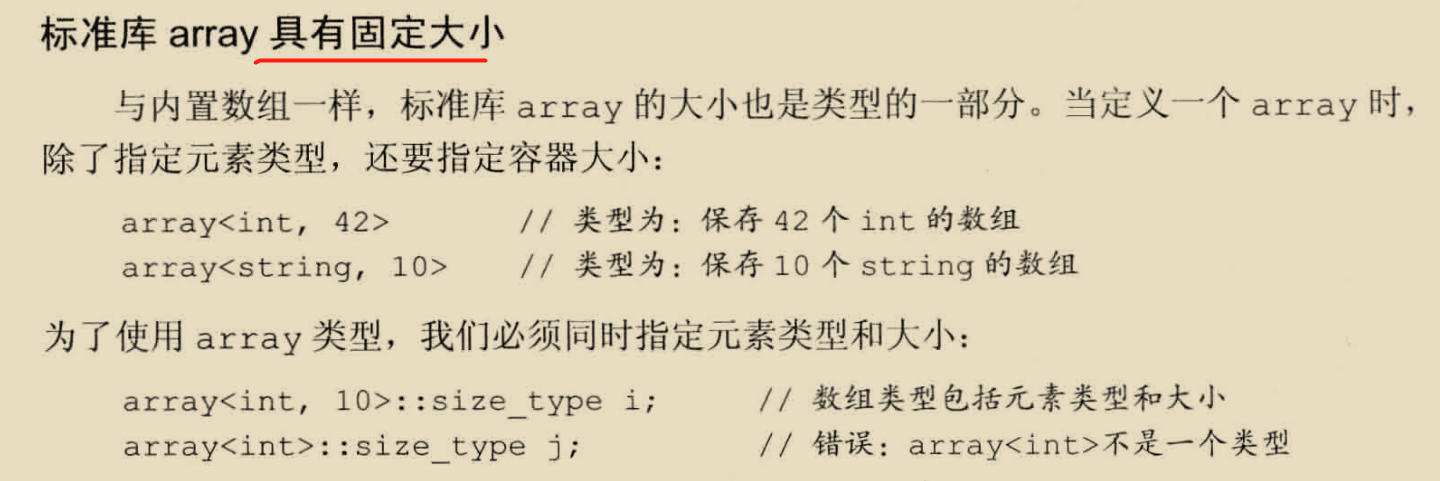 标准库 array 具有固定大小
与内置数组一样，标准库 array 的大小也是类型的一部分。当定义一个 array 时，
除了指定元素类型，还要指定容器大小：
array<int, 42> // 类型为：保存 42 个 int 的数组
array<string, 10> // 类型为：保存 10 个 string 的数组
为了使用 array 类型，我们必须同时指定元素类型和大小：
array<int, 10>::size_type i; // 数组类型包括元素类型和大小
array<int>::size_type j; // 错误：array<int>不是一个类型